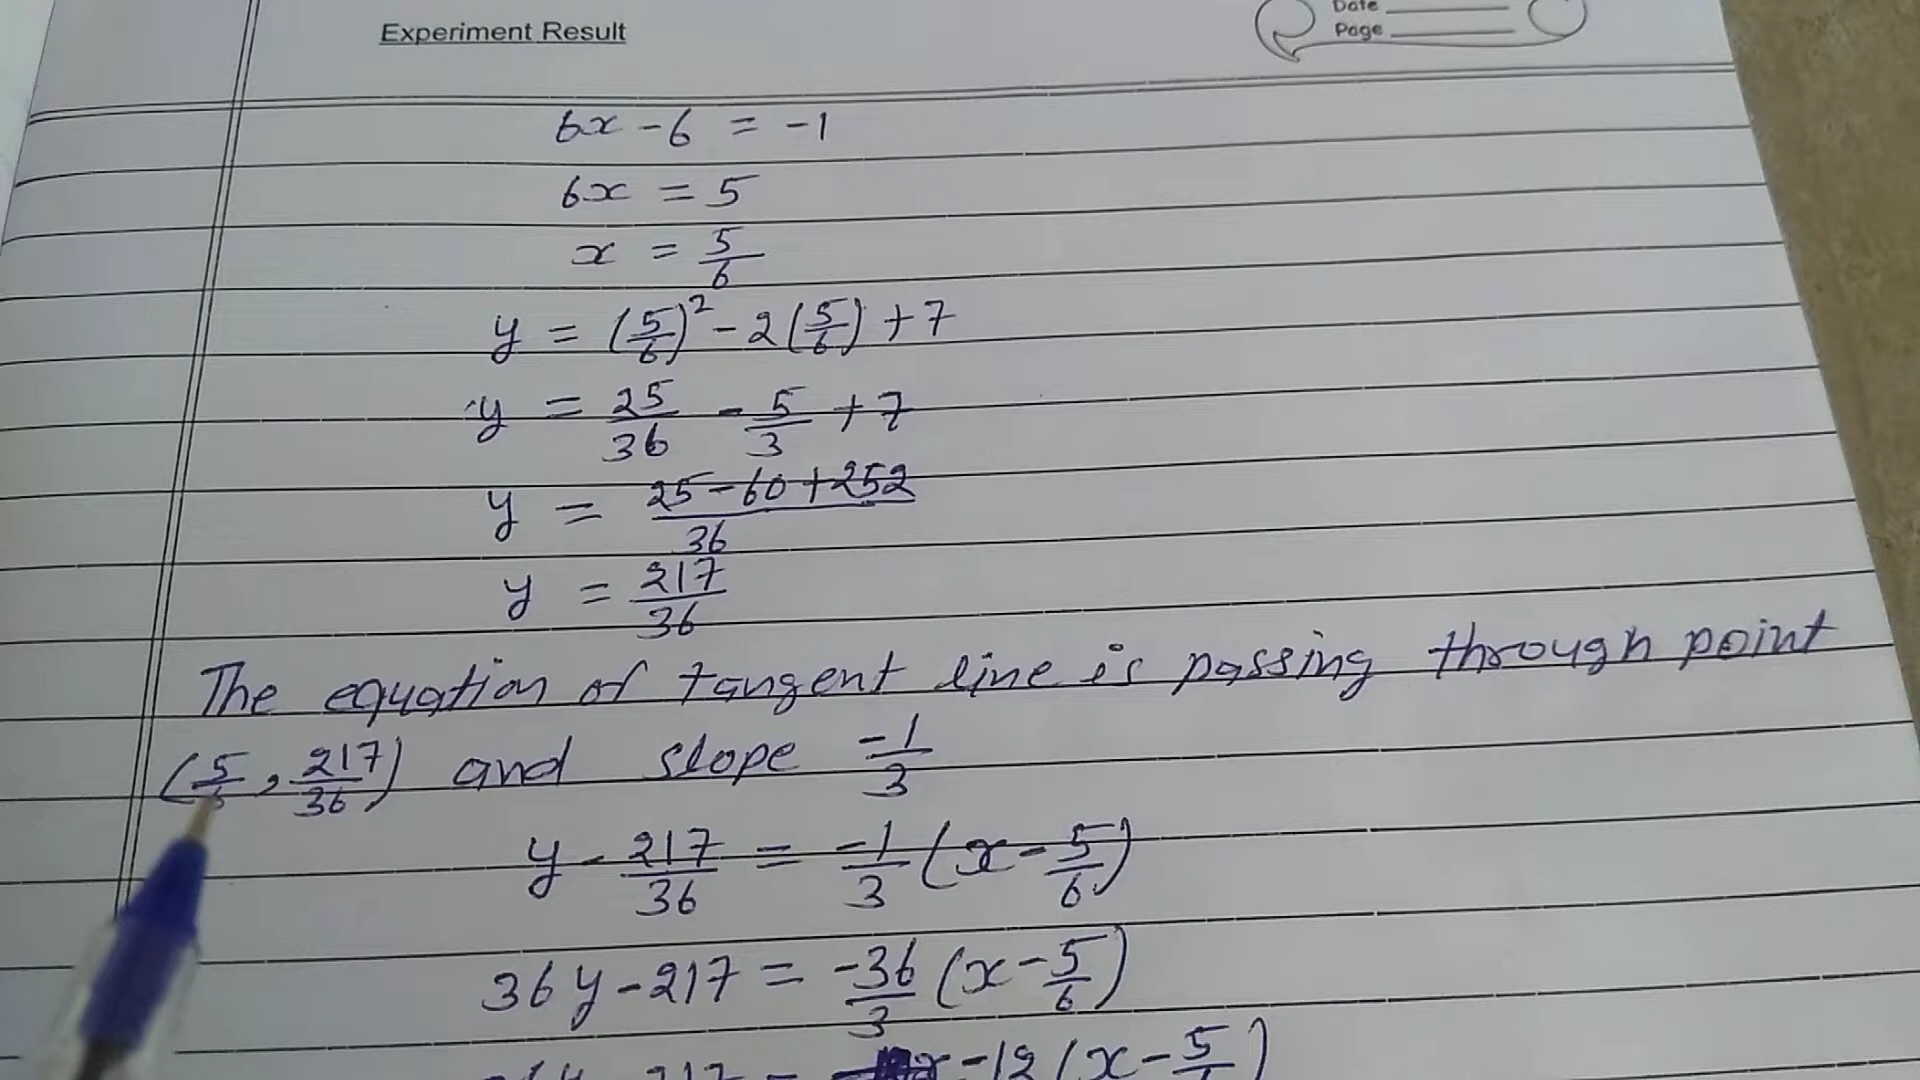 Experiment Result
Date
Page
6x - 6 = -1
6x = 5
x = 5/6
y = (5/6)² - 2(5/6) + 7
y = 25/36 - 5/3 + 7
y = (25 - 60 + 252)/36
y = 217/36
The equation of tangent line is passing through point
(5/6, 217/36) and slope -1/3
y - 217/36 = -1/3 (x - 5/6)
36y - 217 = -36/3 (x - 5/6)
217 = -12 (x - 5/